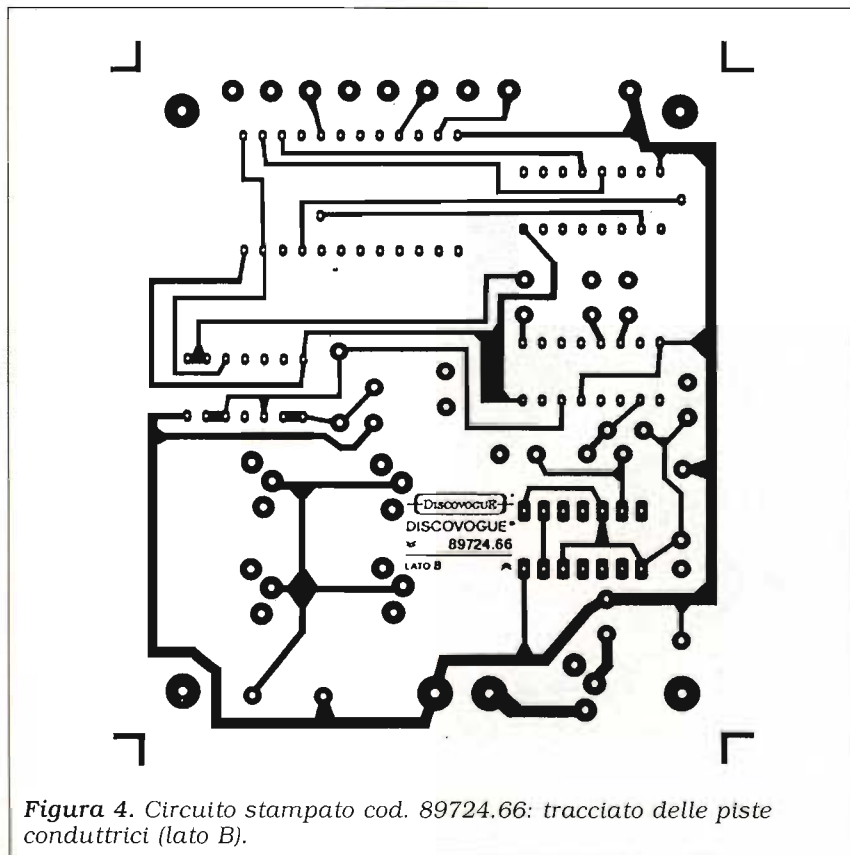 DISCOVOGUE
DISCOVOGUE
89724.66
LATO B
Figura 4. Circuito stampato cod. 89724.66: tracciato delle piste
conduttrici (lato B).